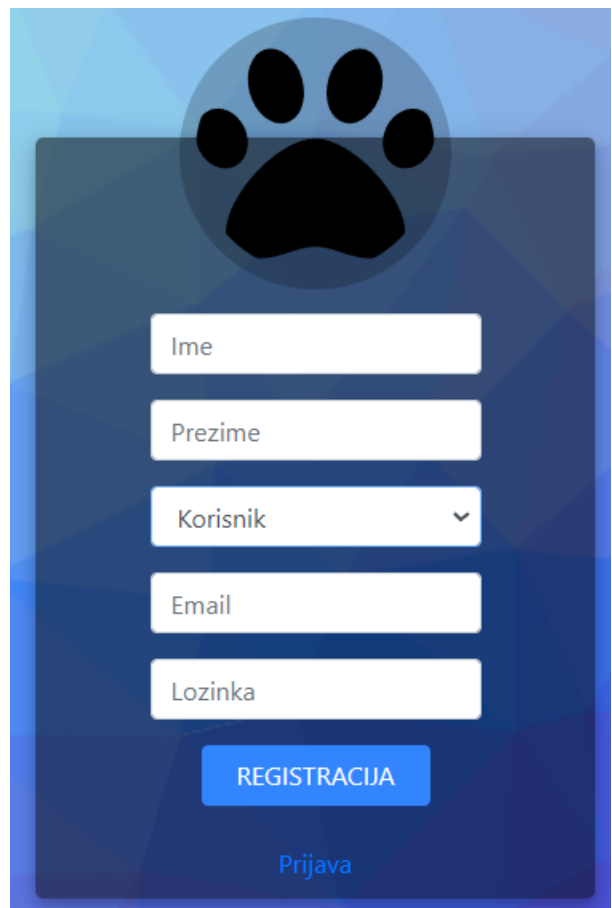 Ime
Prezime
Korisnik
Email
Lozinka
REGISTRACIJA
Prijava